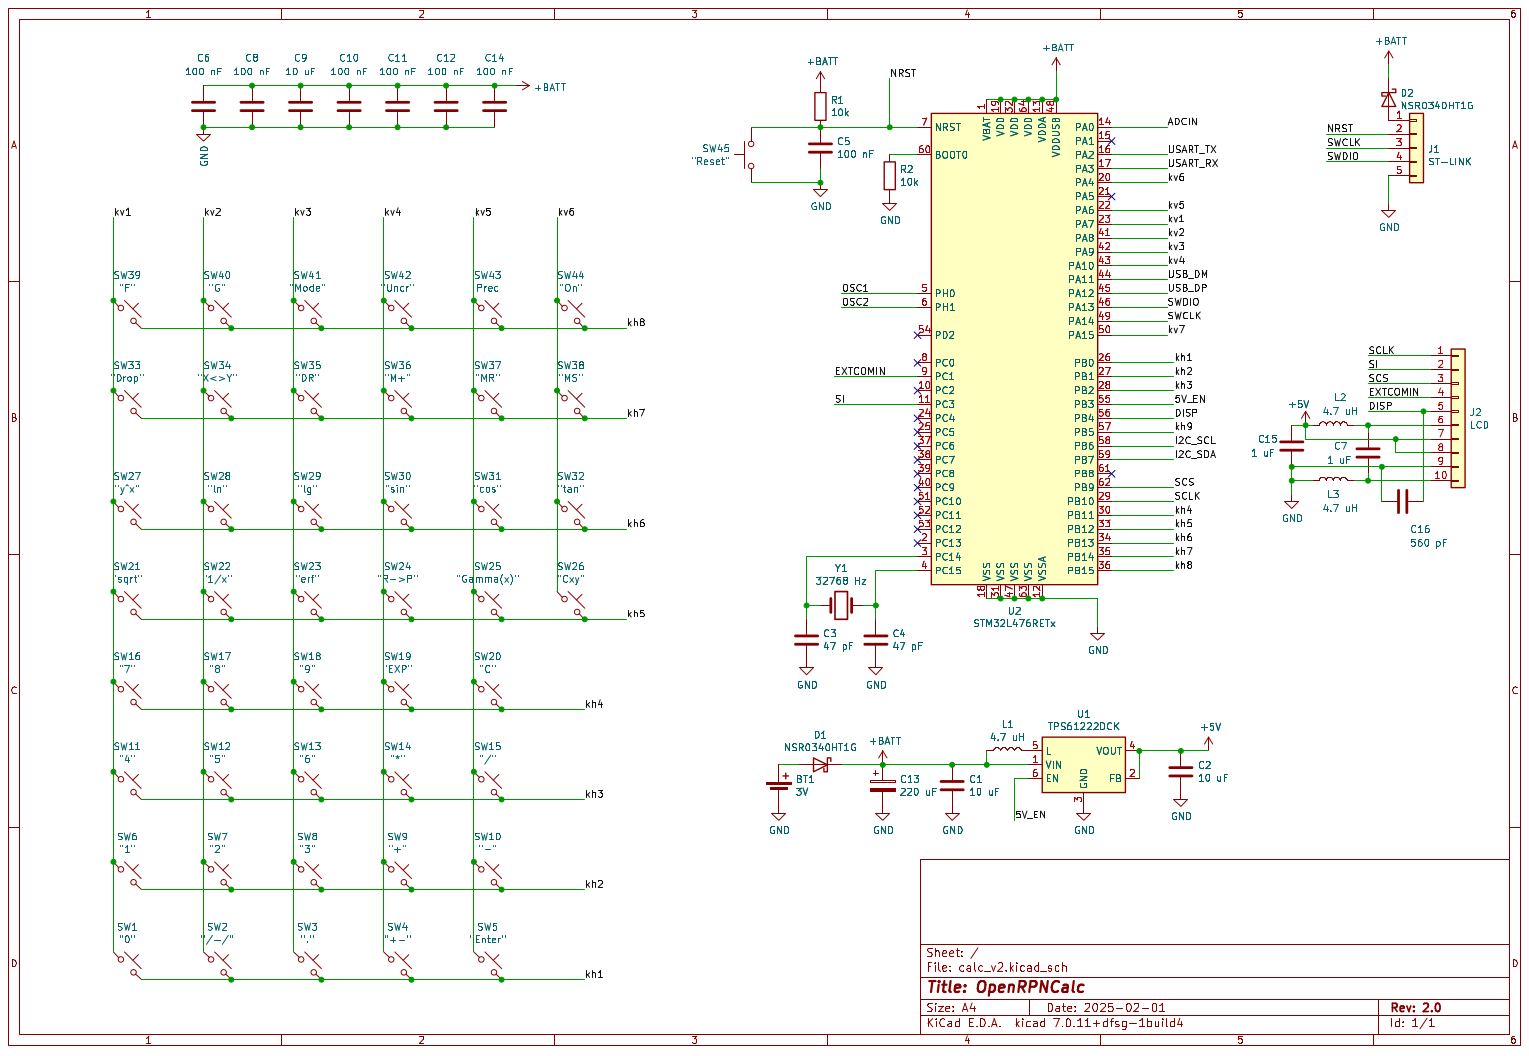 1 2 3 4 5 6
A B C D
C6 C8 C9 C10 C11 C12 C14
100 nF 100 nF 10 uF 100 nF 100 nF 100 nF 100 nF
+BATT
GND
kv1 kv2 kv3 kv4 kv5 kv6
SW39 SW40 SW41 SW42 SW43 SW44
"F" "G" "Mode" "Uncr" Prec "On"
kh8
SW33 SW34 SW35 SW36 SW37 SW38
"Drop" "X<>Y" "DR" "M+" "MR" "MS"
kh7
SW27 SW28 SW29 SW30 SW31 SW32
"y^x" "ln" "lg" "sin" "cos" "tan"
kh6
SW21 SW22 SW23 SW24 SW25 SW26
"sqrt" "1/x" "erf" "R->P" "Gamma(x)" "Cxy"
kh5
SW16 SW17 SW18 SW19 SW20
"7" "8" "9" "EXP" "C"
kh4
SW11 SW12 SW13 SW14 SW15
"4" "5" "6" "*" "/"
kh3
SW6 SW7 SW8 SW9 SW10
"1" "2" "3" "+" "-"
kh2
SW1 SW2 SW3 SW4 SW5
"0" "/-/" "." "+-" "Enter"
kh1
+BATT
NRST
R1
10k
SW45
"Reset"
C5
100 nF
GND
R2
10k
GND
+BATT
1 19 32 64 13 48
VBAT VDD VDD VDD VDDA VDDUSB
7 NRST
60 BOOT0
OSC1 5 PH0
OSC2 6 PH1
54 PD2
8 PC0
EXTCOMIN 9 PC1
10 PC2
SI 11 PC3
24 PC4
25 PC5
37 PC6
38 PC7
39 PC8
40 PC9
51 PC10
52 PC11
53 PC12
2 PC13
3 PC14
4 PC15
PA0 14 ADCIN
PA1 15
PA2 16 USART_TX
PA3 17 USART_RX
PA4 20 kv6
PA5 21
PA6 22 kv5
PA7 23 kv1
PA8 41 kv2
PA9 42 kv3
PA10 43 kv4
PA11 44 USB_DM
PA12 45 USB_DP
PA13 46 SWDIO
PA14 49 SWCLK
PA15 50 kv7
PB0 26 kh1
PB1 27 kh2
PB2 28 kh3
PB3 55 5V_EN
PB4 56 DISP
PB5 57 kh9
PB6 58 I2C_SCL
PB7 59 I2C_SDA
PB8 61
PB9 62 SCS
PB10 29 SCLK
PB11 30 kh4
PB12 33 kh5
PB13 34 kh6
PB14 35 kh7
PB15 36 kh8
VSS VSS VSS VSS VSSA
18 31 47 63 12
U2
STM32L476RETx
GND
Y1
32768 Hz
C3
47 pF
C4
47 pF
GND GND
+BATT
D2
NSR0340HT1G
1
NRST 2
SWCLK 3
SWDIO 4
5
J1
ST-LINK
GND
SCLK 1
SI 2
SCS 3
EXTCOMIN 4
DISP 5
6
7
8
9
10
J2
LCD
+5V
L2
4.7 uH
C15
1 uF
C7
1 uF
L3
4.7 uH
GND
C16
560 pF
D1
NSR0340HT1G
+BATT
+
BT1
3V
+
C13
220 uF
C1
10 uF
GND GND GND
L1
4.7 uH
U1
TPS61222DCK
5 L
1 VIN
6 EN
VOUT 4
FB 2
GND
3
5V_EN
GND
+5V
C2
10 uF
GND
Sheet: /
File: calc_v2.kicad_sch
Title: OpenRPNCalc
Size: A4 Date: 2025-02-01 Rev: 2.0
KiCad E.D.A. kicad 7.0.11+dfsg-1build4 Id: 1/1
A B C D
1 2 3 4 5 6